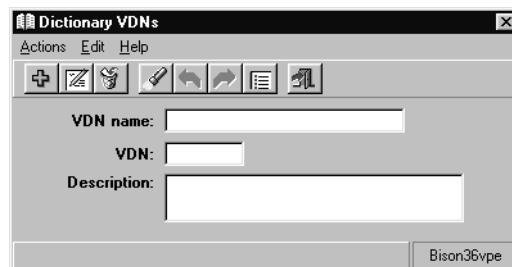 Dictionary VDNs
Actions Edit Help
VDN name:
VDN:
Description:
Bison36vpe